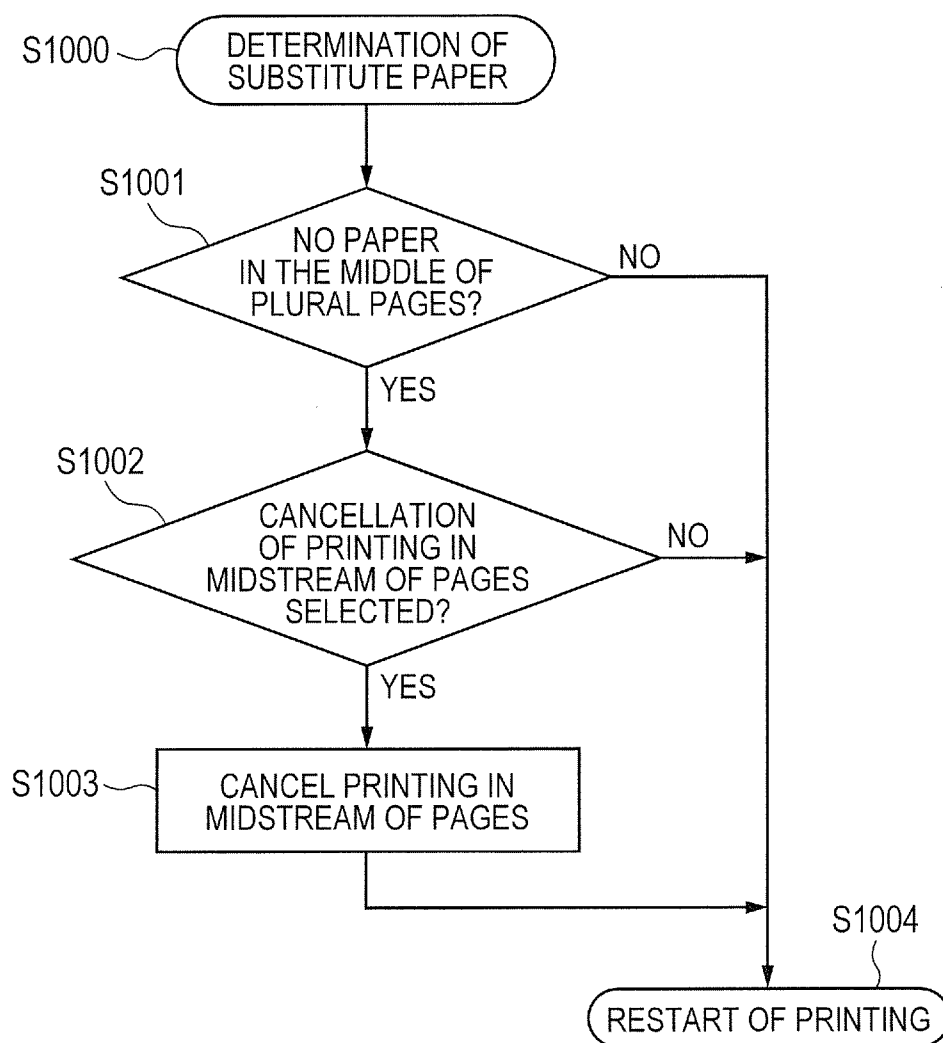 S1000
DETERMINATION OF
SUBSTITUTE PAPER
S1001
NO PAPER
IN THE MIDDLE OF
PLURAL PAGES?
NO
YES
S1002
CANCELLATION
OF PRINTING IN
MIDSTREAM OF PAGES
SELECTED?
NO
YES
S1003
CANCEL PRINTING IN
MIDSTREAM OF PAGES
S1004
RESTART OF PRINTING